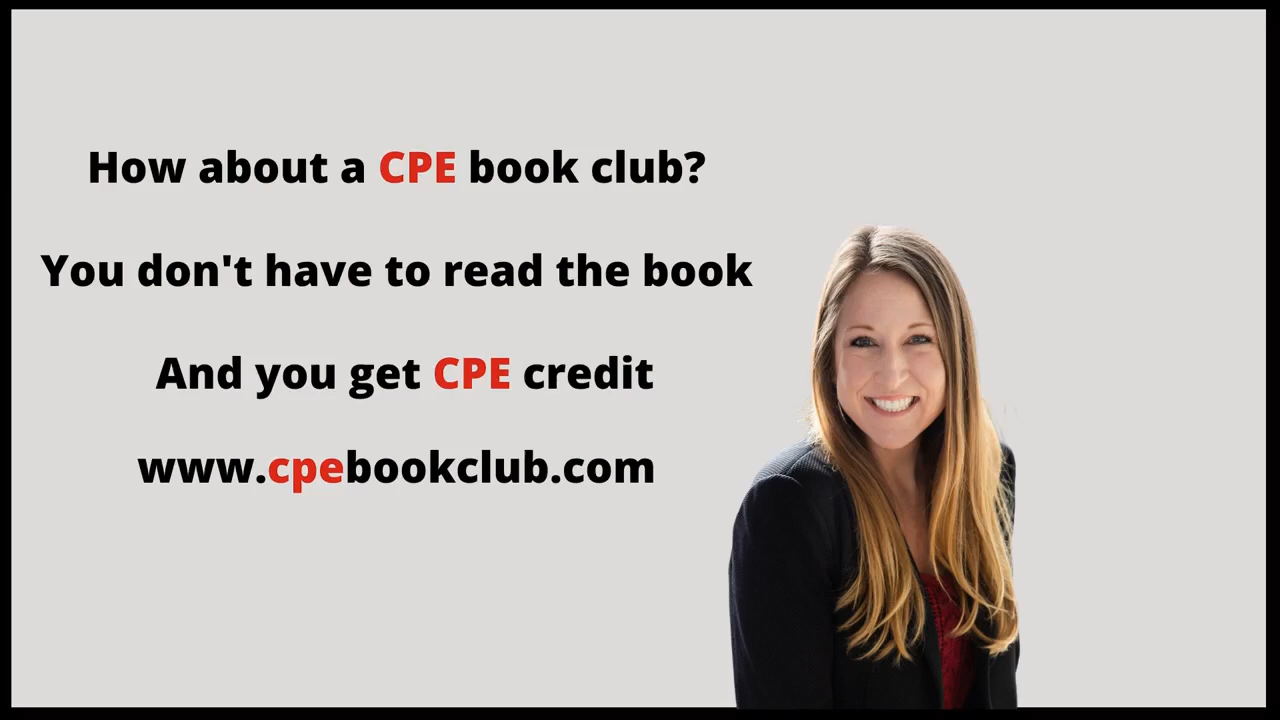 How about a CPE book club?
You don't have to read the book
And you get CPE credit
www.cpebookclub.com